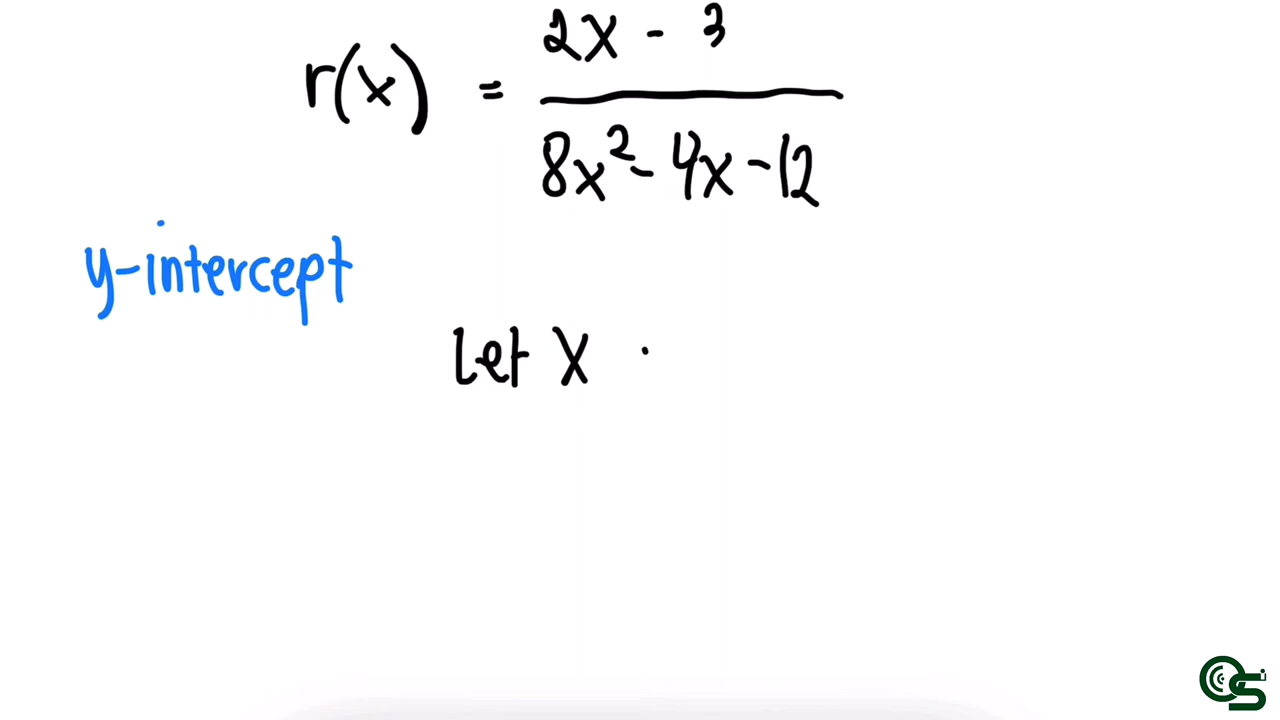 2x - 3
r(x) = 
8x² - 4x - 12
y-intercept
Let x